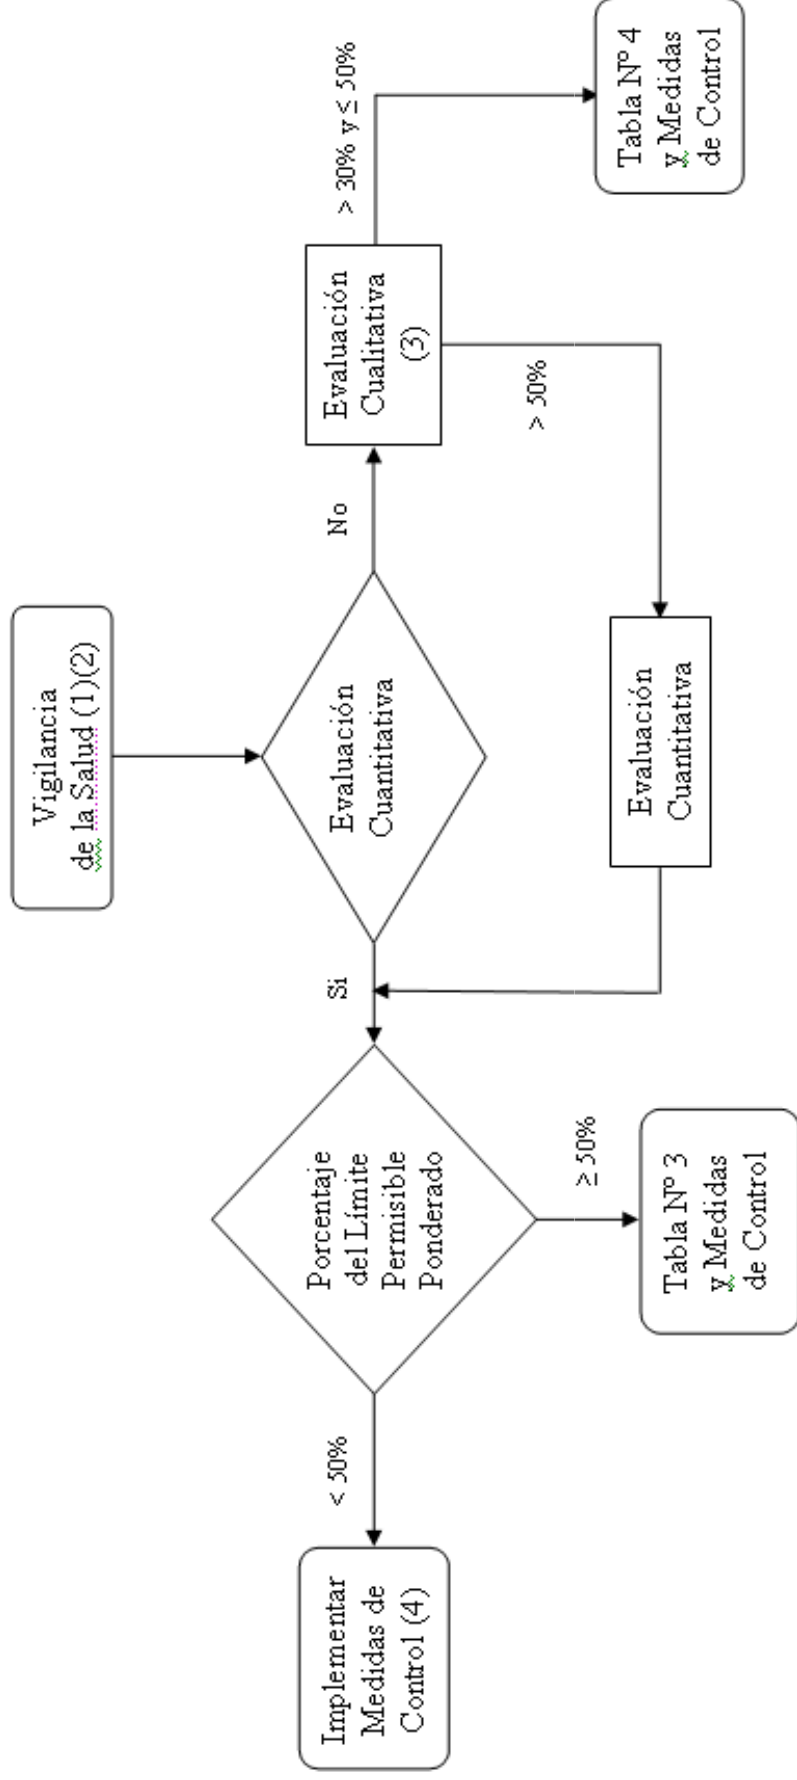 Vigilancia
de la Salud (1)(2)
Evaluación
Cuantitativa
Si
No
Porcentaje
del Límite
Permisible
Ponderado
Evaluación
Cualitativa
(3)
< 50%
≥ 50%
> 50%
> 30% y ≤ 50%
Implementar
Medidas de
Control (4)
Tabla Nº 3
y Medidas
de Control
Evaluación
Cuantitativa
Tabla Nº 4
y Medidas
de Control